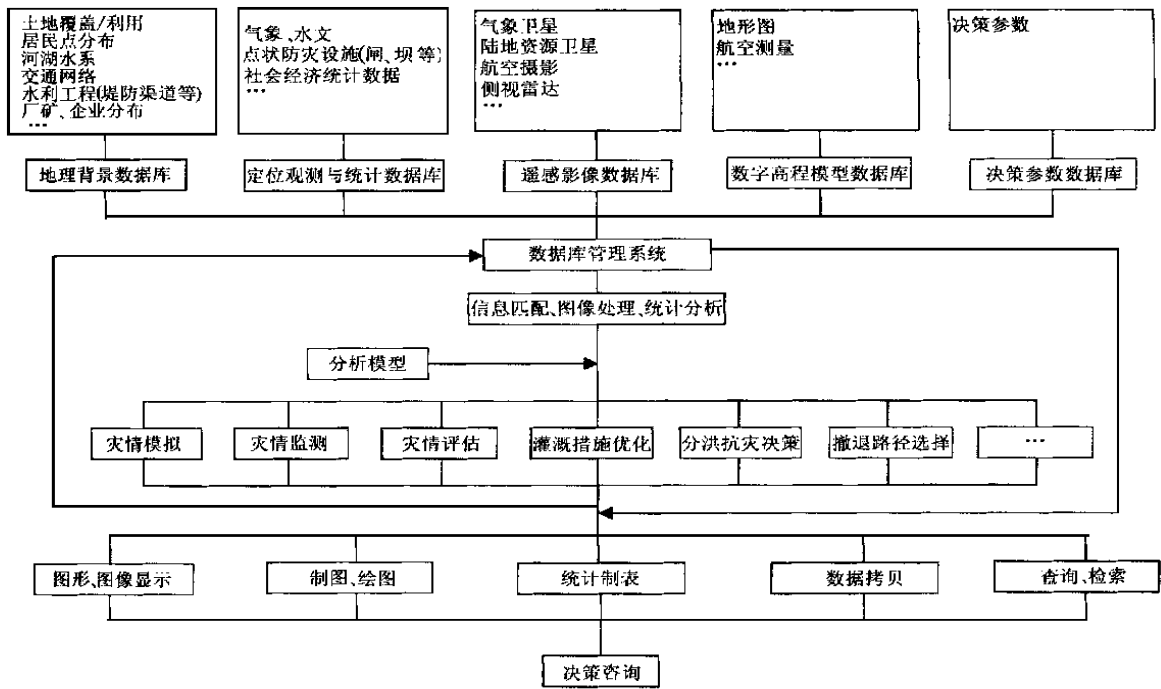 土地覆盖/利用
居民点分布
河湖水系
交通网络
水利工程(堤防渠道等)
厂矿、企业分布
…
气象、水文
点状防灾设施(闸、坝等)
社会经济统计数据
…
气象卫星
陆地资源卫星
航空摄影
侧视雷达
…
地形图
航空测量
…
决策参数
地理背景数据库
定位观测与统计数据库
遥感影像数据库
数字高程模型数据库
决策参数数据库
数据库管理系统
信息匹配、图像处理、统计分析
分析模型
灾情模拟
灾情监测
灾情评估
灌溉措施优化
分洪抗灾决策
撤退路径选择
…
图形、图像显示
制图、绘图
统计制表
数据拷贝
查询、检索
决策咨询